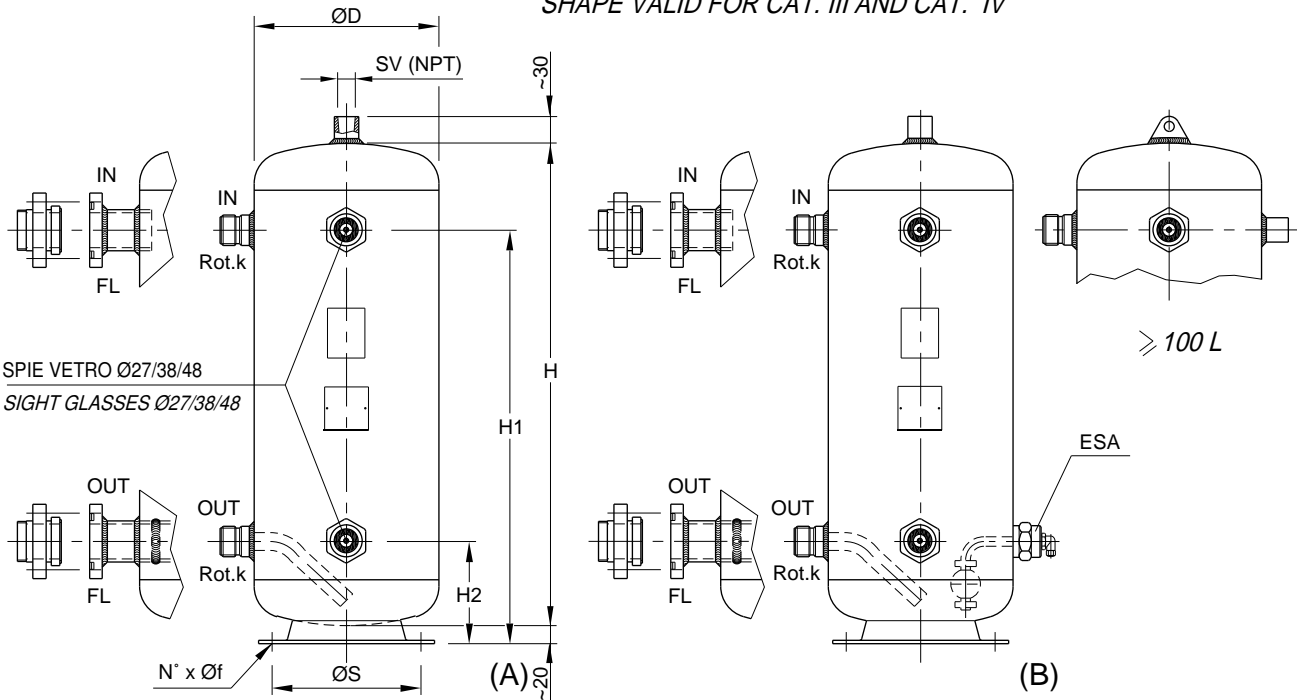 SHAPE VALID FOR CAT. III AND CAT. IV
ØD
SV (NPT)
~30
IN
IN
Rot.k
FL
SPIE VETRO Ø27/38/48
SIGHT GLASSES Ø27/38/48
H
H1
OUT
OUT
Rot.k
FL
H2
N° x Øf
ØS
(A)
~20
IN
IN
Rot.k
FL
≥ 100 L
ESA
OUT
OUT
Rot.k
FL
(B)